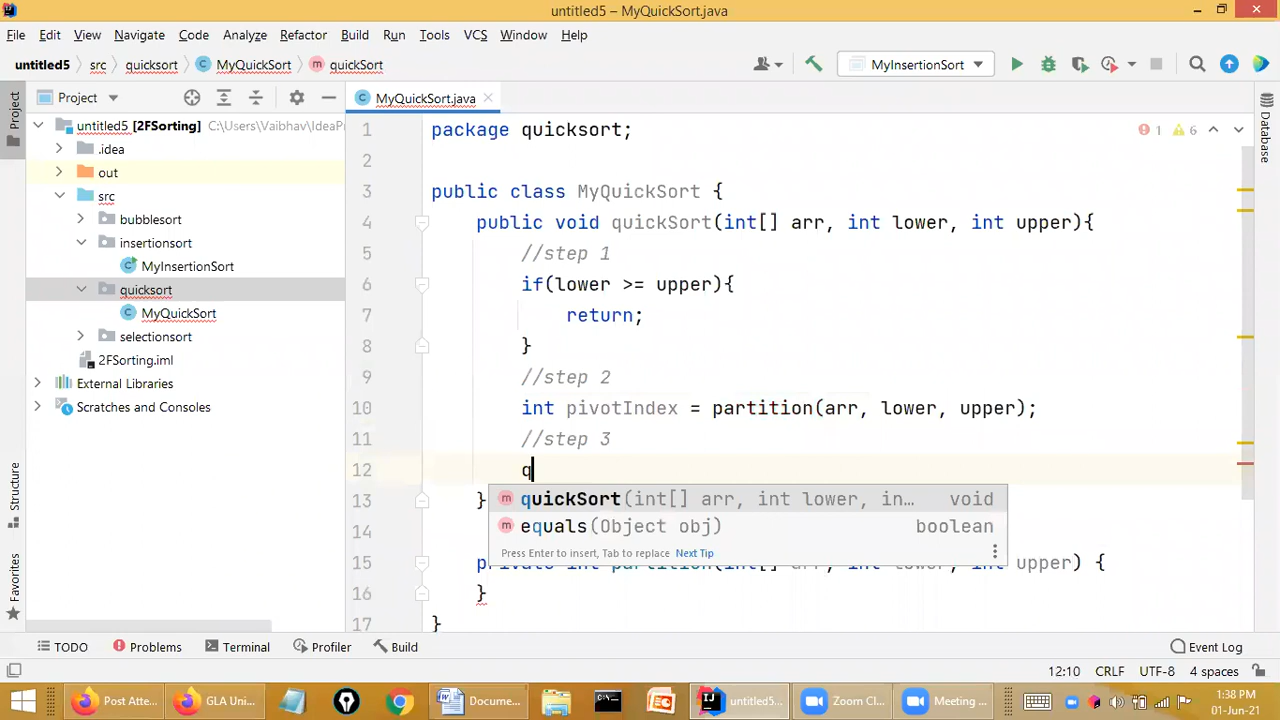 untitled5 – MyQuickSort.java
File Edit View Navigate Code Analyze Refactor Build Run Tools VCS Window Help
untitled5 src quicksort MyQuickSort quickSort MyInsertionSort
Project MyQuickSort.java
Project
Structure
Favorites
Database
untitled5 [2FSorting] C:\Users\Vaibhav\IdeaPr
.idea
out
src
bubblesort
insertionsort
MyInsertionSort
quicksort
MyQuickSort
selectionsort
2FSorting.iml
External Libraries
Scratches and Consoles
1 6
1 package quicksort;
2
3 public class MyQuickSort {
4 public void quickSort(int[] arr, int lower, int upper){
5 //step 1
6 if(lower >= upper){
7 return;
8 }
9 //step 2
10 int pivotIndex = partition(arr, lower, upper);
11 //step 3
12 q
13 }
14
15 private int partition(int[] arr, int lower, int upper) {
16 }
17 }
quickSort(int[] arr, int lower, in… void
equals(Object obj) boolean
Press Enter to insert, Tab to replace Next Tip
TODO Problems Terminal Profiler Build Event Log
12:10 CRLF UTF-8 4 spaces
Post Atte... GLA Uni... Docume... untitled5... Zoom Cl... Meeting ...
1:38 PM
01-Jun-21